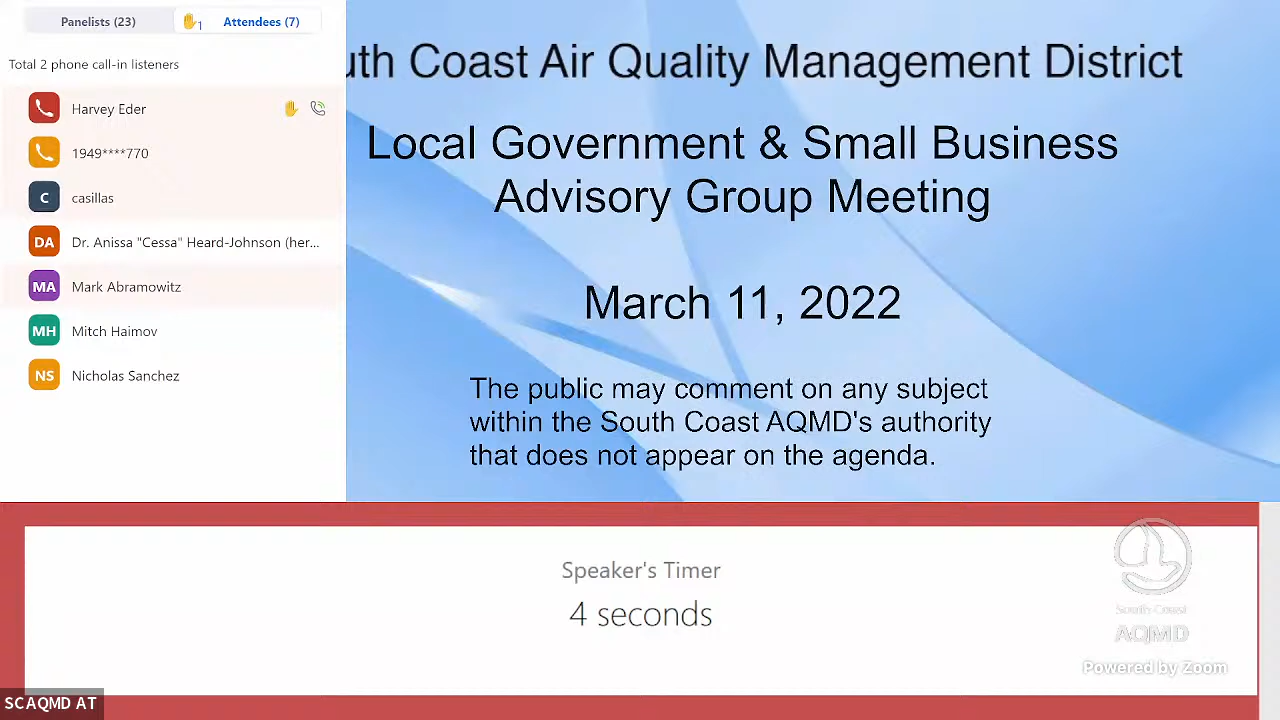 Panelists (23)
1
Attendees (7)
Total 2 phone call-in listeners
Harvey Eder
1949****770
C
casillas
DA
Dr. Anissa "Cessa" Heard-Johnson (her...
MA
Mark Abramowitz
MH
Mitch Haimov
NS
Nicholas Sanchez
uth Coast Air Quality Management District
Local Government & Small Business
Advisory Group Meeting
March 11, 2022
The public may comment on any subject
within the South Coast AQMD's authority
that does not appear on the agenda.
Speaker's Timer
4 seconds
South Coast
AQMD
Powered by Zoom
SCAQMD AT